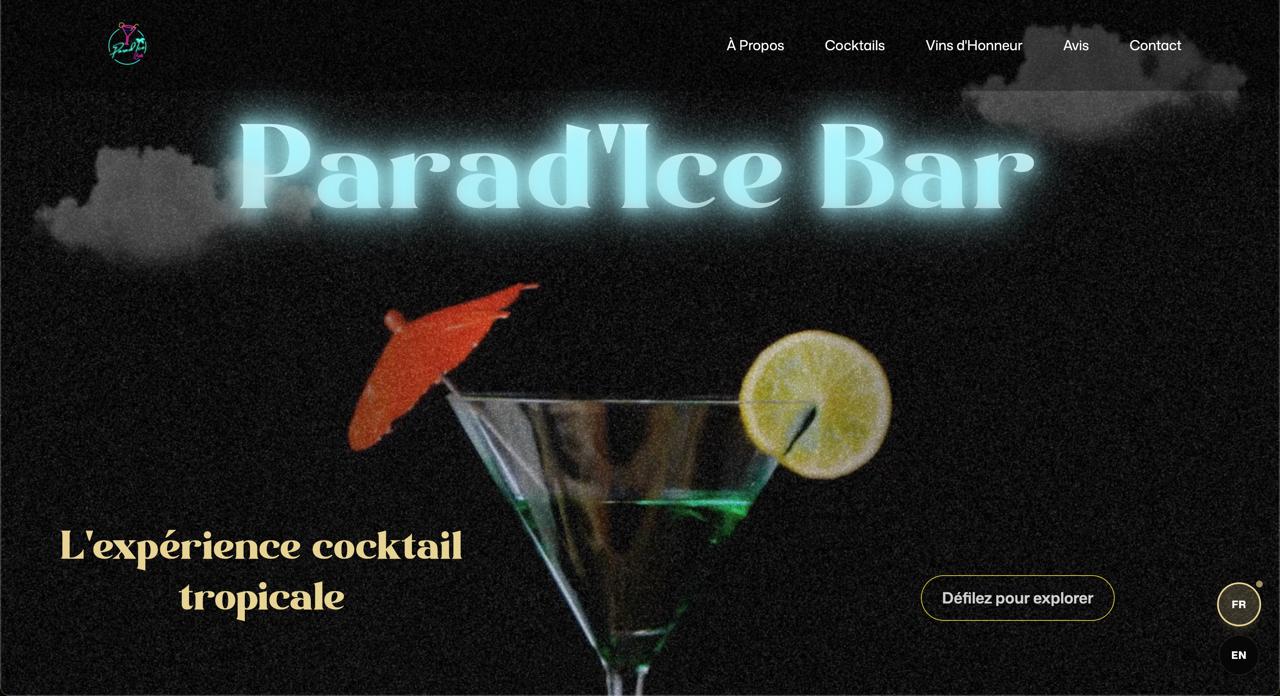 À Propos
Cocktails
Vins d'Honneur
Avis
Contact
Parad'Ice Bar
L'expérience cocktail
tropicale
Défilez pour explorer
FR
EN